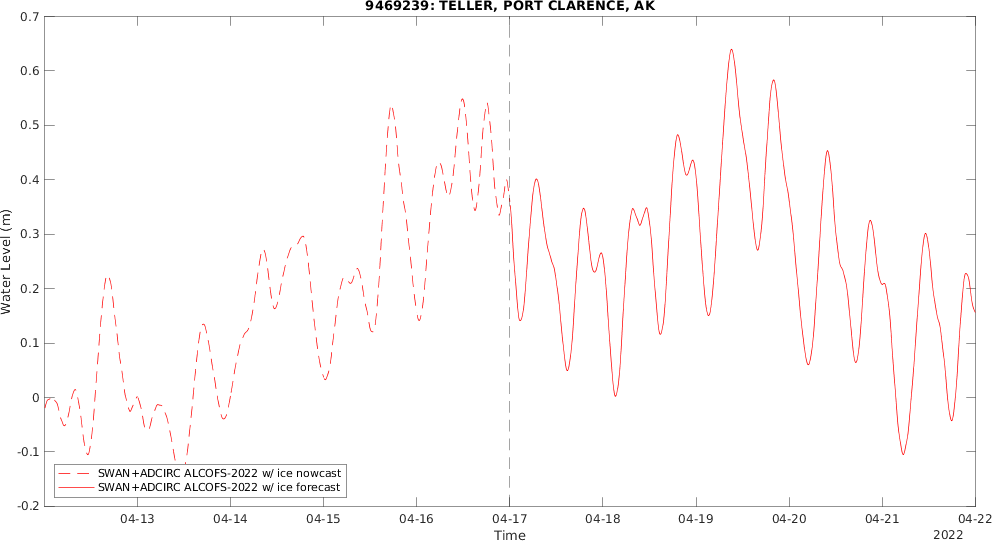 9469239: TELLER, PORT CLARENCE, AK
0.7
0.6
0.5
0.4
0.3
0.2
0.1
0
-0.1
-0.2
Water Level (m)
SWAN+ADCIRC ALCOFS-2022 w/ ice nowcast
SWAN+ADCIRC ALCOFS-2022 w/ ice forecast
04-13 04-14 04-15 04-16 04-17 04-18 04-19 04-20 04-21 04-22
Time
2022